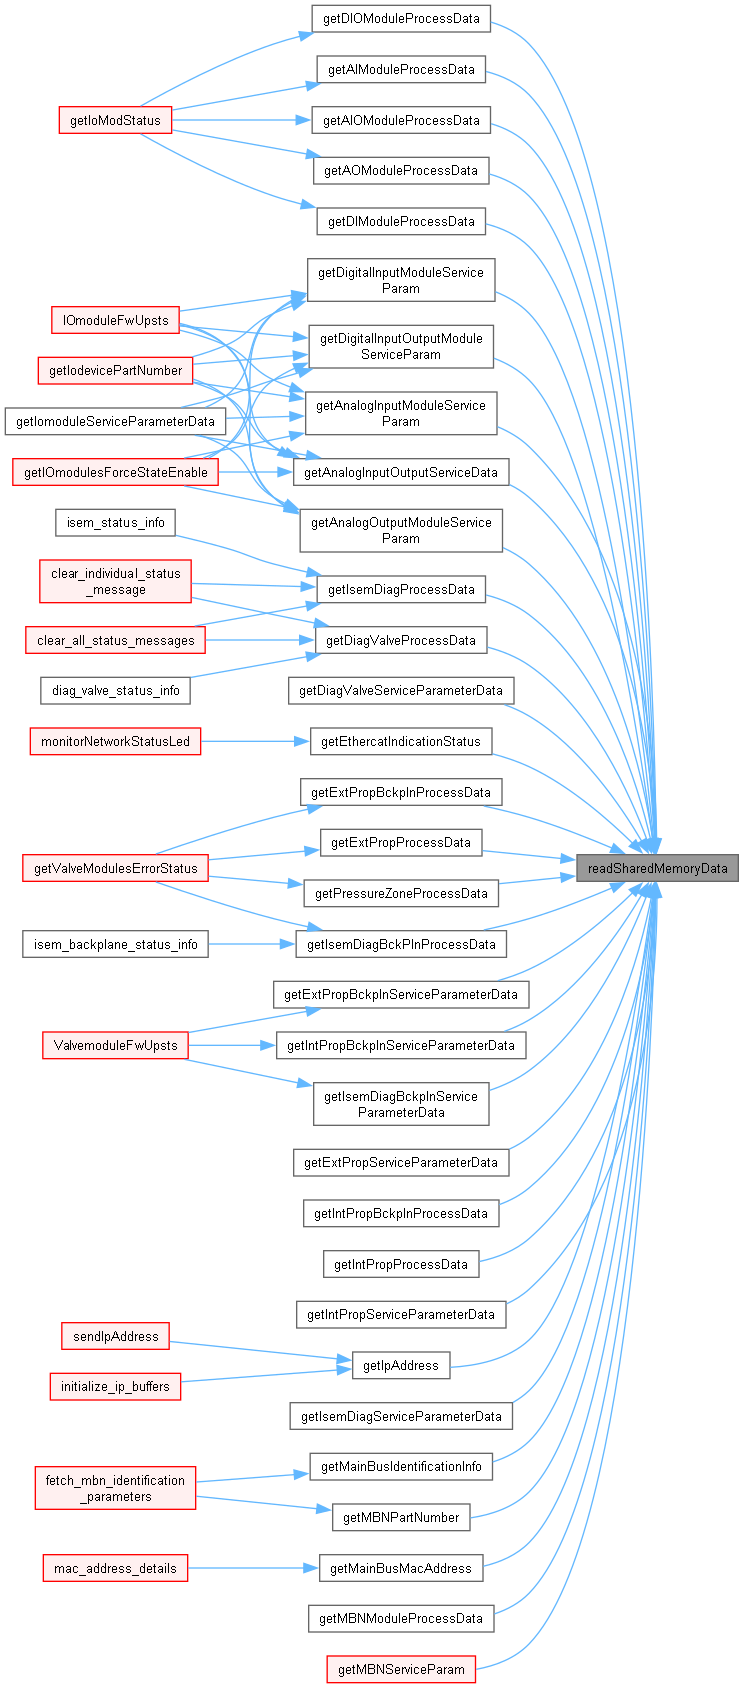 getDIOModuleProcessData
getAIModuleProcessData
getIoModStatus
getAIOModuleProcessData
getAOModuleProcessData
getDIModuleProcessData
getDigitalInputModuleService
Param
IOmoduleFwUpsts
getDigitalInputOutputModule
ServiceParam
getIodevicePartNumber
getAnalogInputModuleService
Param
getIomoduleServiceParameterData
getIOmodulesForceStateEnable
getAnalogInputOutputServiceData
isem_status_info
getAnalogOutputModuleService
Param
clear_individual_status
_message
getIsemDiagProcessData
clear_all_status_messages
getDiagValveProcessData
diag_valve_status_info
getDiagValveServiceParameterData
monitorNetworkStatusLed
getEthercatIndicationStatus
getExtPropBckplnProcessData
getExtPropProcessData
getValveModulesErrorStatus
readSharedMemoryData
getPressureZoneProcessData
isem_backplane_status_info
getIsemDiagBckPlnProcessData
getExtPropBckplnServiceParameterData
ValvemoduleFwUpsts
getIntPropBckplnServiceParameterData
getIsemDiagBckplnService
ParameterData
getExtPropServiceParameterData
getIntPropBckplnProcessData
getIntPropProcessData
getIntPropServiceParameterData
sendIpAddress
getIpAddress
initialize_ip_buffers
getIsemDiagServiceParameterData
getMainBusIdentificationInfo
fetch_mbn_identification
_parameters
getMBNPartNumber
mac_address_details
getMainBusMacAddress
getMBNModuleProcessData
getMBNServiceParam